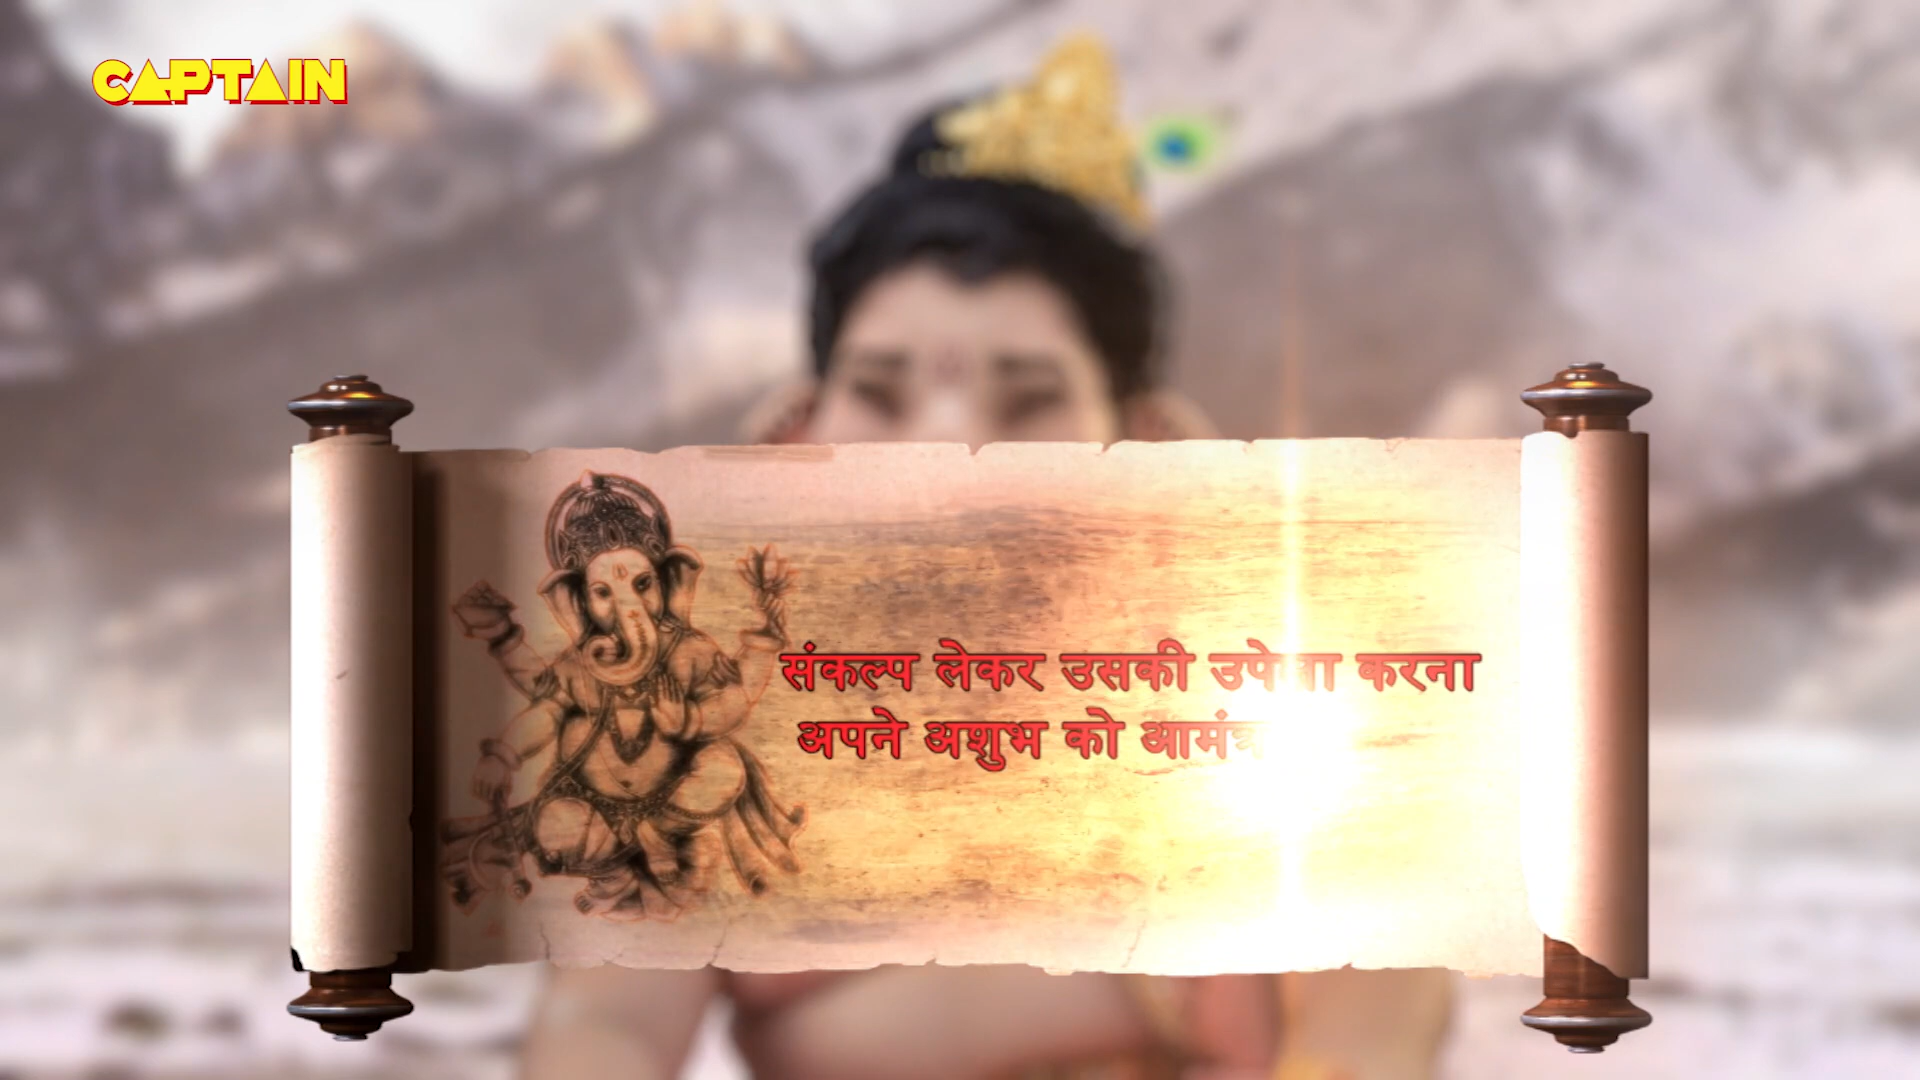 CAPTAIN
संकल्प लेकर उसकी करना
अपने अशुभ को